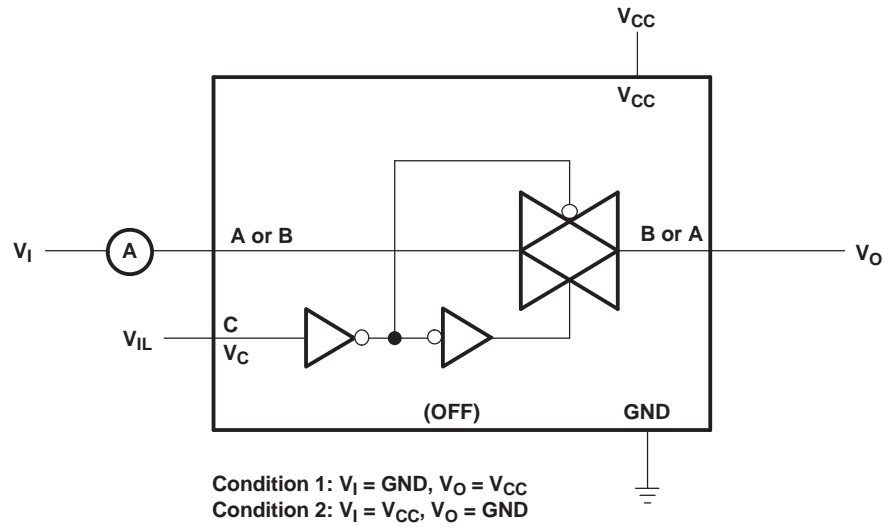 VCC
VCC
VI
A
A or B
B or A
VO
VIL
C
VC
(OFF)
GND
Condition 1: VI = GND, VO = VCC
Condition 2: VI = VCC, VO = GND